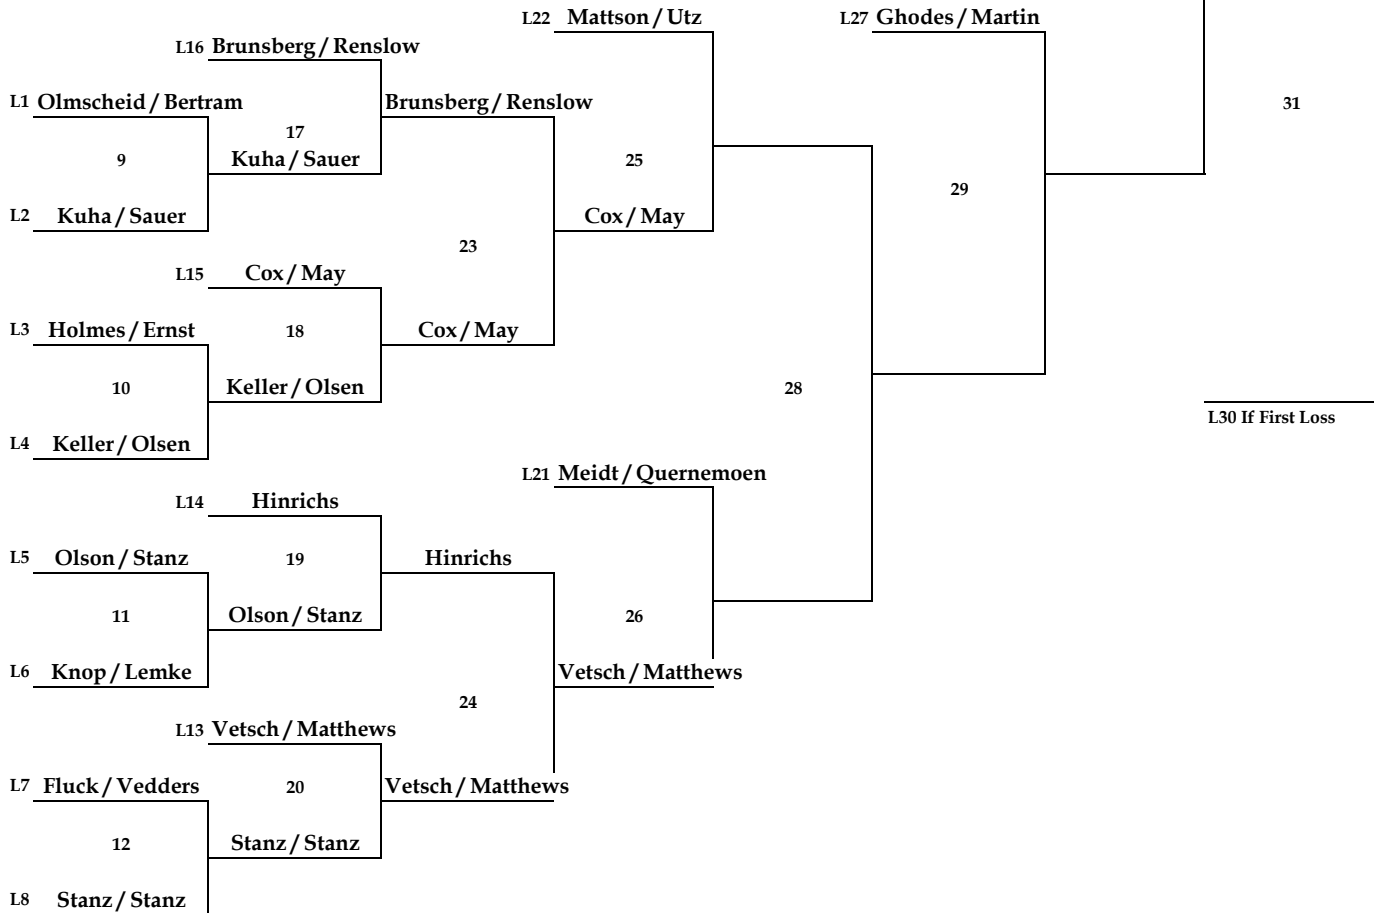 L22 Mattson / Utz
L27 Ghodes / Martin
L16 Brunsberg / Renslow
L1 Olmscheid / Bertram
Brunsberg / Renslow
31
17
9
Kuha / Sauer
25
29
L2 Kuha / Sauer
Cox / May
23
L15 Cox / May
L3 Holmes / Ernst
18
Cox / May
10
Keller / Olsen
28
L30 If First Loss
L4 Keller / Olsen
L21 Meidt / Quernemoen
L14 Hinrichs
L5 Olson / Stanz
19
Hinrichs
11
Olson / Stanz
26
L6 Knop / Lemke
Vetsch / Matthews
24
L13 Vetsch / Matthews
L7 Fluck / Vedders
20
Vetsch / Matthews
12
Stanz / Stanz
L8 Stanz / Stanz